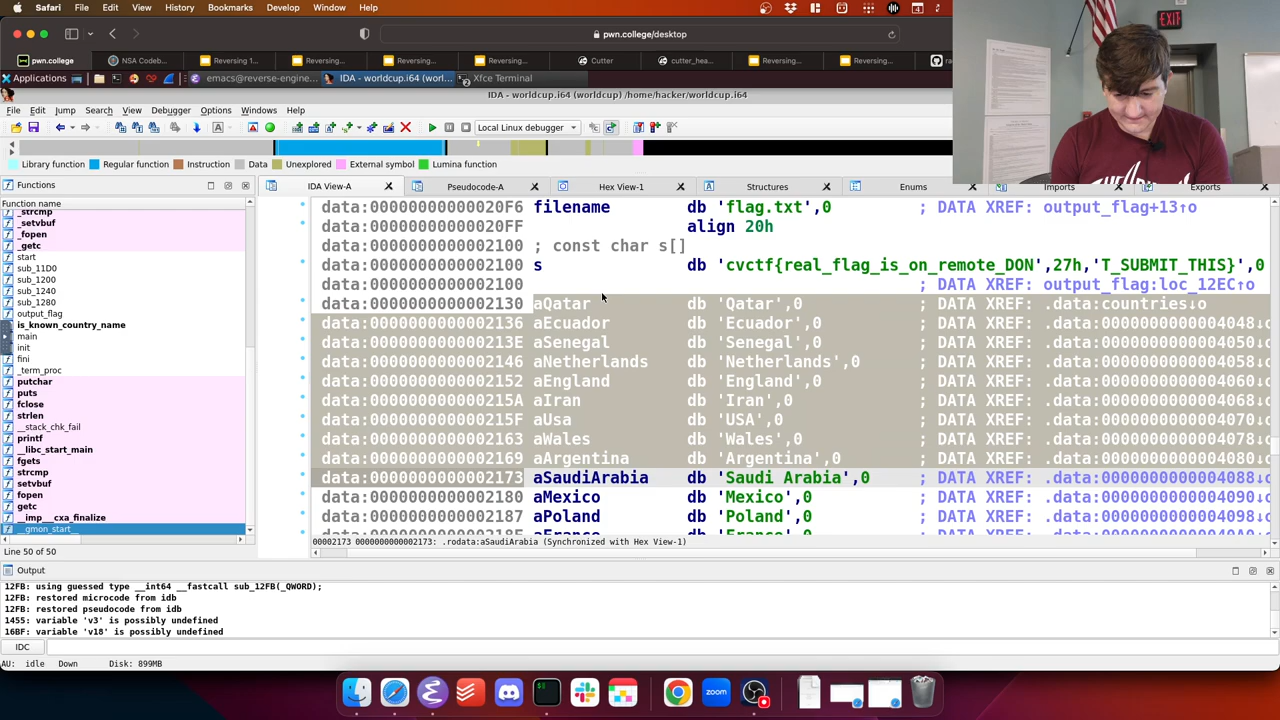 Safari File Edit View History Bookmarks Develop Window Help
pwn.college/desktop
pwn.college NSA Codeb... Reversing 1... Reversing... Reversing... Reversing... Cutter cutter_hea... Reversing... Reversing...
EXIT
Applications emacs@reverse-engine... IDA - worldcup.i64 (worl... Xfce Terminal
IDA - worldcup.i64 (worldcup) /home/hacker/worldcup.i64
File Edit Jump Search View Debugger Options Windows Help
Local Linux debugger
Library function Regular function Instruction Data Unexplored External symbol Lumina function
Functions
IDA View-A Pseudocode-A Hex View-1 Structures Enums Imports Exports
Function name
_strcmp
_setvbuf
_fopen
_getc
start
sub_11D0
sub_1200
sub_1240
sub_1280
output_flag
is_known_country_name
main
init
fini
_term_proc
putchar
puts
fclose
strlen
__stack_chk_fail
printf
__libc_start_main
fgets
strcmp
setvbuf
fopen
getc
__imp___cxa_finalize
__gmon_start__
Line 50 of 50
data:00000000000020F6 filename db 'flag.txt',0 ; DATA XREF: output_flag+13↑o
data:00000000000020FF align 20h
data:0000000000002100 ; const char s[]
data:0000000000002100 s db 'cvctf{real_flag_is_on_remote_DON',27h,'T_SUBMIT_THIS}',0
data:0000000000002100 ; DATA XREF: output_flag:loc_12EC↑o
data:0000000000002130 aQatar db 'Qatar',0 ; DATA XREF: .data:countries↓o
data:0000000000002136 aEcuador db 'Ecuador',0 ; DATA XREF: .data:0000000000004048↓o
data:000000000000213E aSenegal db 'Senegal',0 ; DATA XREF: .data:0000000000004050↓o
data:0000000000002146 aNetherlands db 'Netherlands',0 ; DATA XREF: .data:0000000000004058↓o
data:0000000000002152 aEngland db 'England',0 ; DATA XREF: .data:0000000000004060↓o
data:000000000000215A aIran db 'Iran',0 ; DATA XREF: .data:0000000000004068↓o
data:000000000000215F aUsa db 'USA',0 ; DATA XREF: .data:0000000000004070↓o
data:0000000000002163 aWales db 'Wales',0 ; DATA XREF: .data:0000000000004078↓o
data:0000000000002169 aArgentina db 'Argentina',0 ; DATA XREF: .data:0000000000004080↓o
data:0000000000002173 aSaudiArabia db 'Saudi Arabia',0 ; DATA XREF: .data:0000000000004088↓o
data:0000000000002180 aMexico db 'Mexico',0 ; DATA XREF: .data:0000000000004090↓o
data:0000000000002187 aPoland db 'Poland',0 ; DATA XREF: .data:0000000000004098↓o
00002173 0000000000002173: .rodata:aSaudiArabia (Synchronized with Hex View-1)
Output
12FB: using guessed type __int64 __fastcall sub_12FB(_QWORD);
12FB: restored microcode from idb
12FB: restored pseudocode from idb
1455: variable 'v3' is possibly undefined
16BF: variable 'v18' is possibly undefined
IDC
AU: idle Down Disk: 899MB
zoom